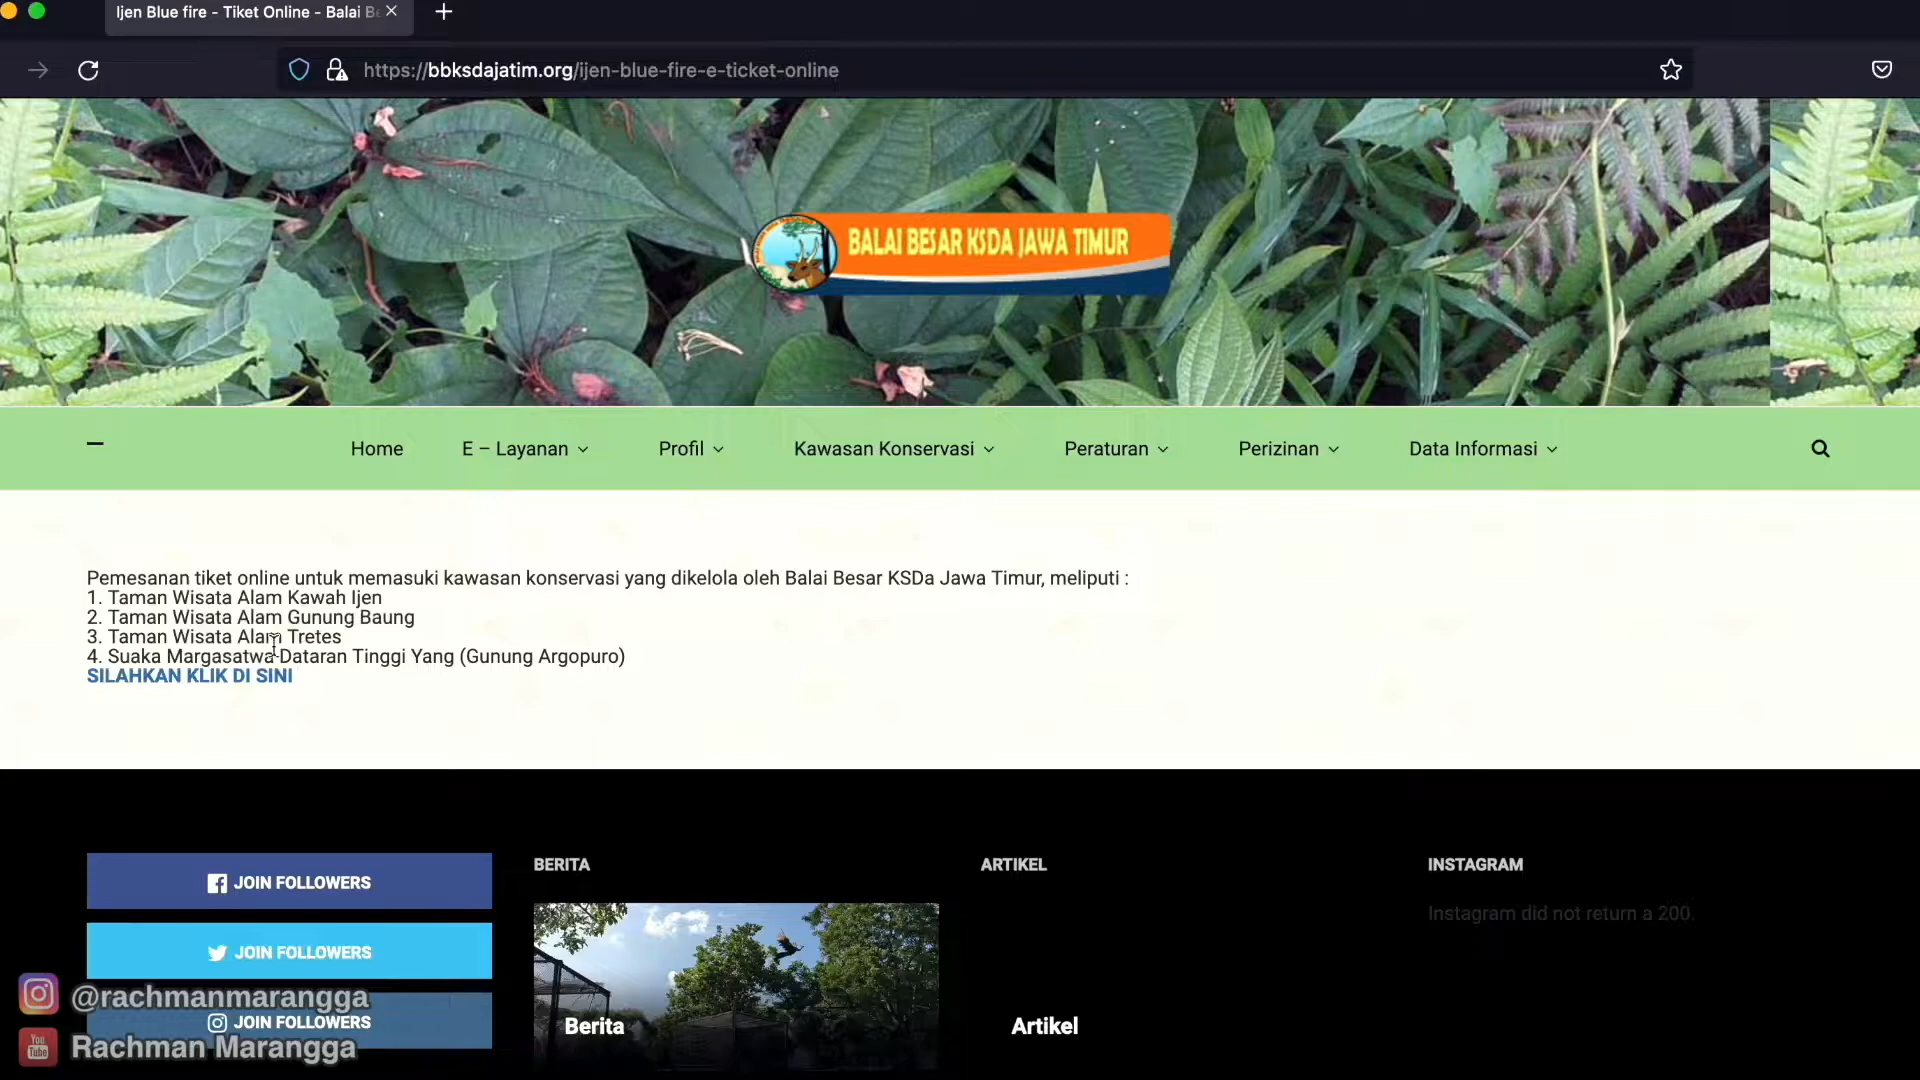 Ijen Blue fire - Tiket Online - Balai
https://bbksdajatim.org/ijen-blue-fire-e-ticket-online
BALAI BESAR KSDA JAWA TIMUR
Home
E – Layanan
Profil
Kawasan Konservasi
Peraturan
Perizinan
Data Informasi
Pemesanan tiket online untuk memasuki kawasan konservasi yang dikelola oleh Balai Besar KSDa Jawa Timur, meliputi :
1. Taman Wisata Alam Kawah Ijen
2. Taman Wisata Alam Gunung Baung
3. Taman Wisata Alam Tretes
4. Suaka Margasatwa Dataran Tinggi Yang (Gunung Argopuro)
SILAHKAN KLIK DI SINI
JOIN FOLLOWERS
JOIN FOLLOWERS
JOIN FOLLOWERS
BERITA
Berita
ARTIKEL
Artikel
INSTAGRAM
Instagram did not return a 200.
@rachmanmarangga
You Tube
Rachman Marangga